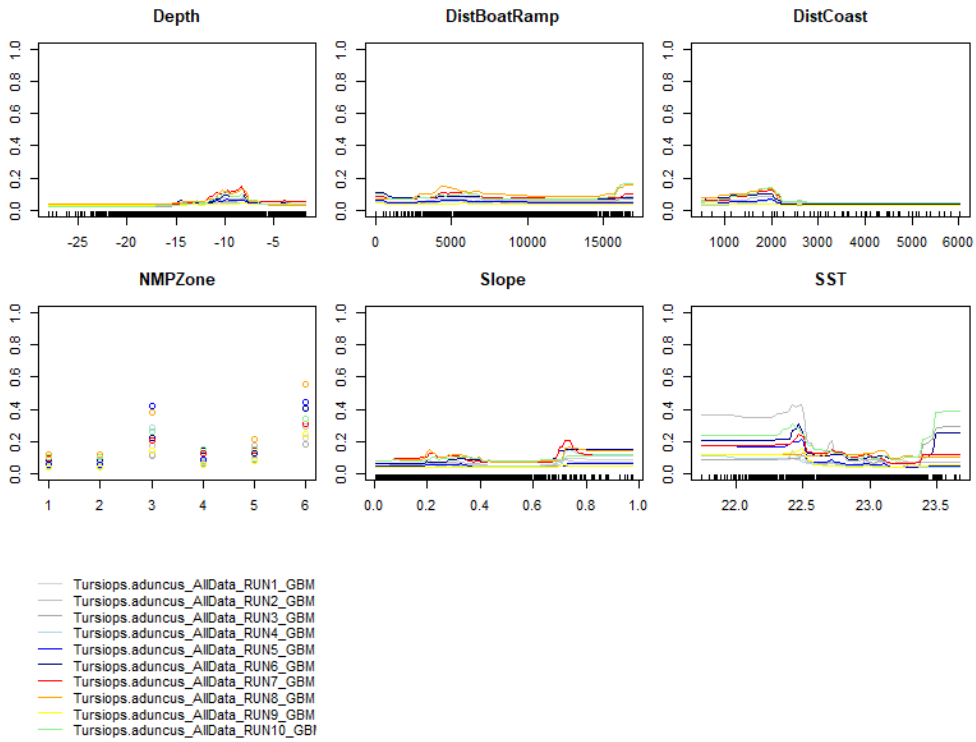 Depth
DistBoatRamp
DistCoast
0.0 0.2 0.4 0.6 0.8 1.0
-25 -20 -15 -10 -5
0.0 0.2 0.4 0.6 0.8 1.0
0 5000 10000 15000
0.0 0.2 0.4 0.6 0.8 1.0
1000 2000 3000 4000 5000 6000
NMPZone
Slope
SST
0.0 0.2 0.4 0.6 0.8 1.0
1 2 3 4 5 6
0.0 0.2 0.4 0.6 0.8 1.0
0.0 0.2 0.4 0.6 0.8 1.0
0.0 0.2 0.4 0.6 0.8 1.0
22.0 22.5 23.0 23.5
Tursiops.aduncus_AllData_RUN1_GBM
Tursiops.aduncus_AllData_RUN2_GBM
Tursiops.aduncus_AllData_RUN3_GBM
Tursiops.aduncus_AllData_RUN4_GBM
Tursiops.aduncus_AllData_RUN5_GBM
Tursiops.aduncus_AllData_RUN6_GBM
Tursiops.aduncus_AllData_RUN7_GBM
Tursiops.aduncus_AllData_RUN8_GBM
Tursiops.aduncus_AllData_RUN9_GBM
Tursiops.aduncus_AllData_RUN10_GBM